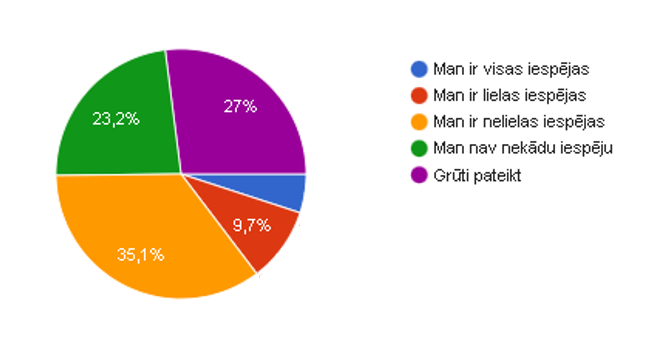 27%
23,2%
9,7%
35,1%
Man ir visas iespējas
Man ir lielas iespējas
Man ir nelielas iespējas
Man nav nekādu iespēju
Grūti pateikt